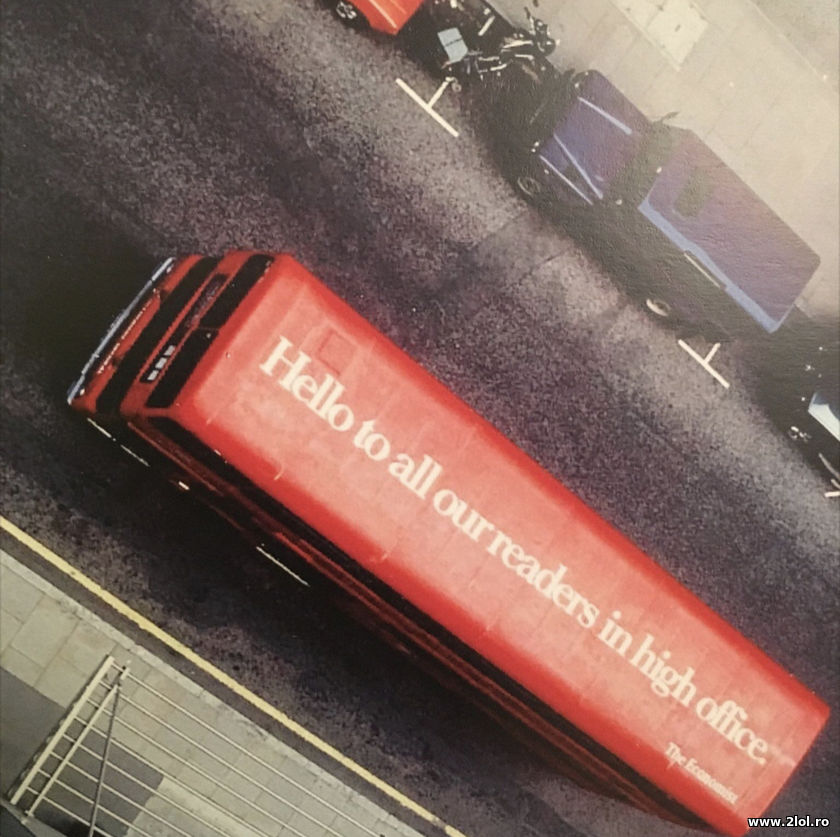 Hello to all our readers in high office.
The Economist
www.2lol.ro